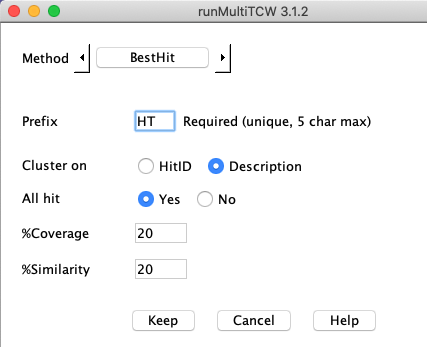 runMultiTCW 3.1.2
Method BestHit
Prefix HT Required (unique, 5 char max)
Cluster on HitID Description
All hit Yes No
%Coverage 20
%Similarity 20
Keep Cancel Help